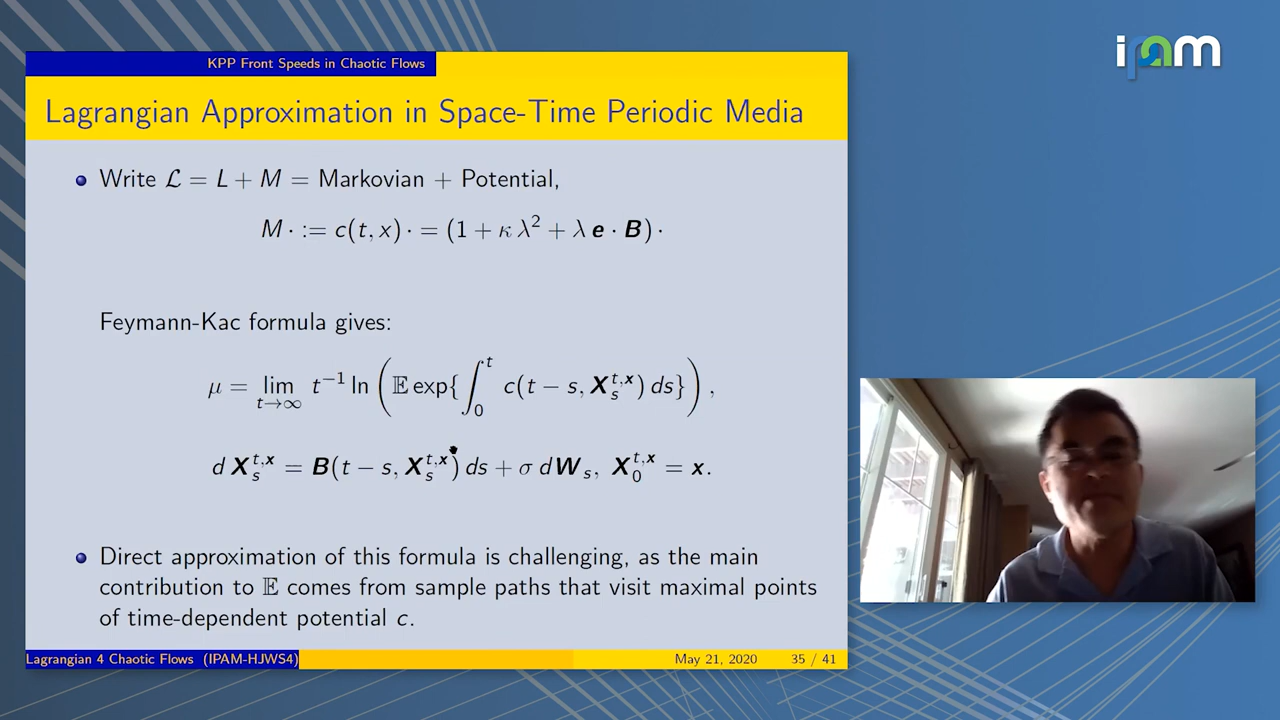 ipam
KPP Front Speeds in Chaotic Flows
Lagrangian Approximation in Space-Time Periodic Media
Write ℒ = L + M = Markovian + Potential,
M · := c(t, x) · = (1 + κ λ² + λ e · B) ·
Feymann-Kac formula gives:
μ = lim_{t→∞} t⁻¹ ln ( 𝔼 exp{ ∫₀ᵗ c(t − s, X_s^{t,x}) ds} ) ,
d X_s^{t,x} = B(t − s, X_s^{t,x}) ds + σ dW_s, X_0^{t,x} = x.
Direct approximation of this formula is challenging, as the main
contribution to 𝔼 comes from sample paths that visit maximal points
of time-dependent potential c.
Lagrangian 4 Chaotic Flows (IPAM-HJWS4) May 21, 2020 35 / 41